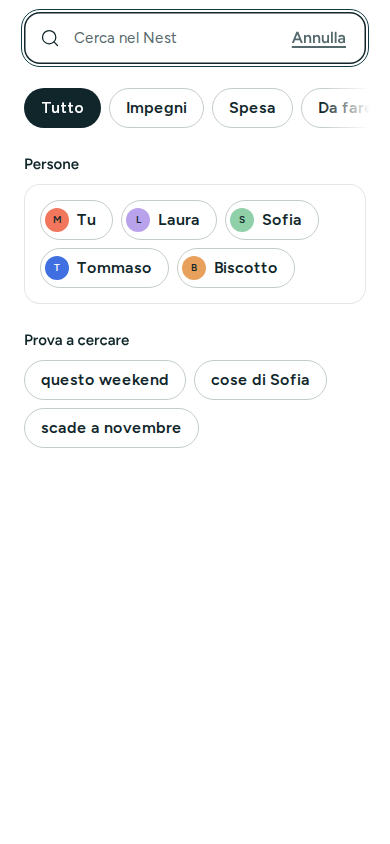 Cerca nel Nest Annulla
Tutto Impegni Spesa Da fare
Persone
M Tu L Laura S Sofia
T Tommaso B Biscotto
Prova a cercare
questo weekend cose di Sofia
scade a novembre